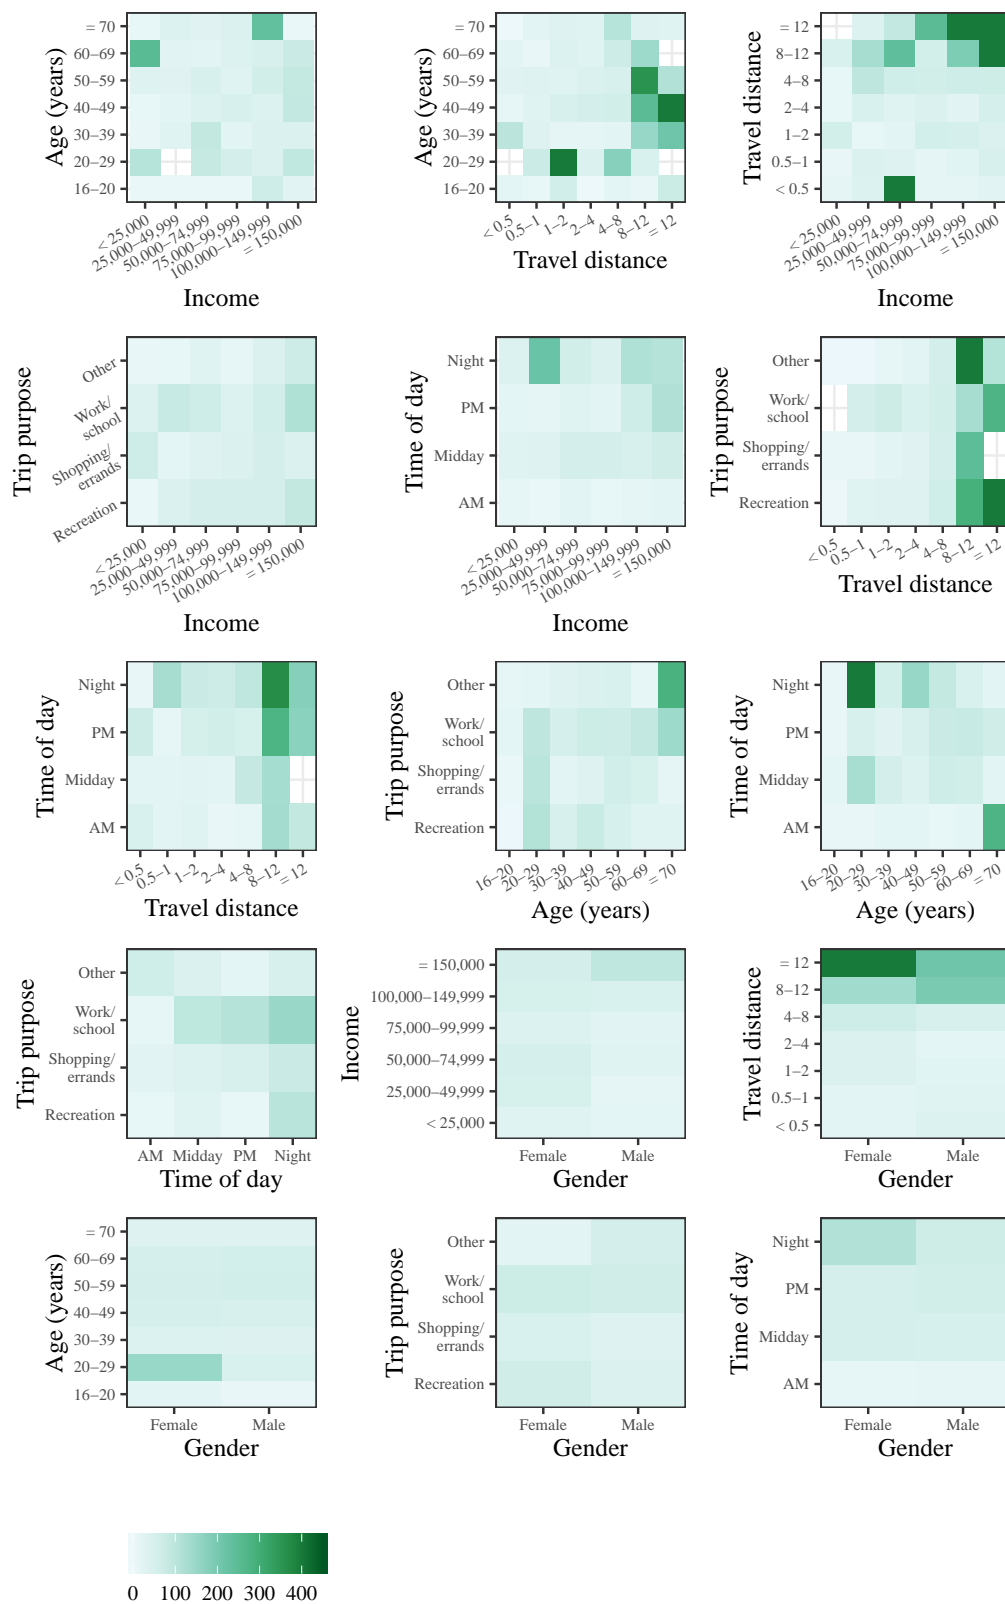 Age (years)
= 70
60–69
50–59
40–49
30–39
20–29
16–20
< 25,000
25,000–49,999
50,000–74,999
75,000–99,999
100,000–149,999
= 150,000
Income
Age (years)
= 70
60–69
50–59
40–49
30–39
20–29
16–20
< 0.5
0.5–1
1–2
2–4
4–8
8–12
= 12
Travel distance
Travel distance
= 12
8–12
4–8
2–4
1–2
0.5–1
< 0.5
< 25,000
25,000–49,999
50,000–74,999
75,000–99,999
100,000–149,999
= 150,000
Income
Trip purpose
Other
Work/
school
Shopping/
errands
Recreation
< 25,000
25,000–49,999
50,000–74,999
75,000–99,999
100,000–149,999
= 150,000
Income
Time of day
Night
PM
Midday
AM
< 25,000
25,000–49,999
50,000–74,999
75,000–99,999
100,000–149,999
= 150,000
Income
Trip purpose
Other
Work/
school
Shopping/
errands
Recreation
< 0.5
0.5–1
1–2
2–4
4–8
8–12
= 12
Travel distance
Time of day
Night
PM
Midday
AM
< 0.5
0.5–1
1–2
2–4
4–8
8–12
= 12
Travel distance
Trip purpose
Other
Work/
school
Shopping/
errands
Recreation
16–20
20–29
30–39
40–49
50–59
60–69
= 70
Age (years)
Time of day
Night
PM
Midday
AM
16–20
20–29
30–39
40–49
50–59
60–69
= 70
Age (years)
Trip purpose
Other
Work/
school
Shopping/
errands
Recreation
AM Midday PM Night
Time of day
Income
= 150,000
100,000–149,999
75,000–99,999
50,000–74,999
25,000–49,999
< 25,000
Female Male
Gender
Travel distance
= 12
8–12
4–8
2–4
1–2
0.5–1
< 0.5
Female Male
Gender
Age (years)
= 70
60–69
50–59
40–49
30–39
20–29
16–20
Female Male
Gender
Trip purpose
Other
Work/
school
Shopping/
errands
Recreation
Female Male
Gender
Time of day
Night
PM
Midday
AM
Female Male
Gender
0 100 200 300 400